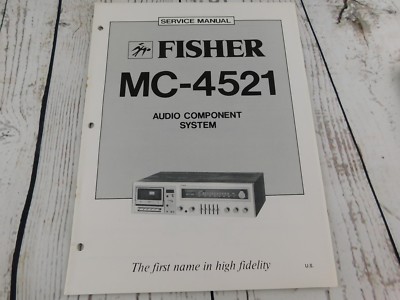 SERVICE MANUAL
FISHER
MC-4521
AUDIO COMPONENT
SYSTEM
The first name in high fidelity
U.S.